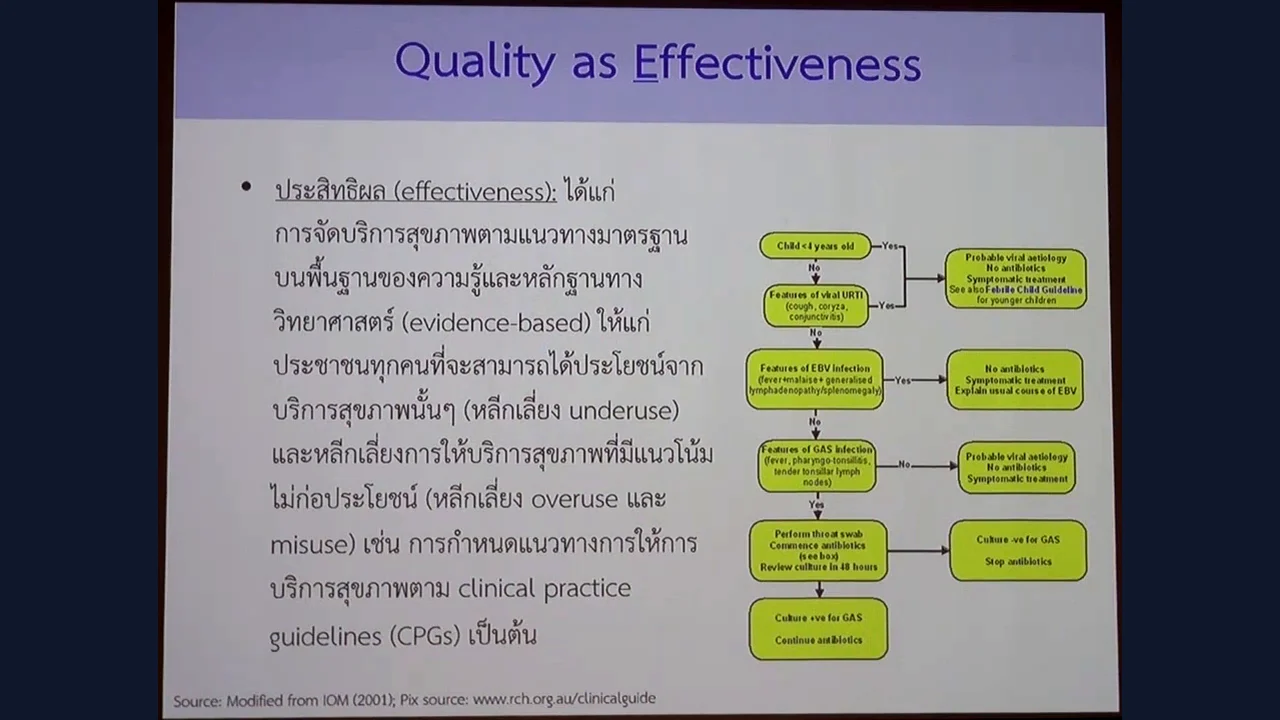 Quality as Effectiveness
• ประสิทธิผล (effectiveness): ได้แก่
การจัดบริการสุขภาพตามแนวทางมาตรฐาน
บนพื้นฐานของความรู้และหลักฐานทาง
วิทยาศาสตร์ (evidence-based) ให้แก่
ประชาชนทุกคนที่จะสามารถได้ประโยชน์จาก
บริการสุขภาพนั้นๆ (หลีกเลี่ยง underuse)
และหลีกเลี่ยงการให้บริการสุขภาพที่มีแนวโน้ม
ไม่ก่อประโยชน์ (หลีกเลี่ยง overuse และ
misuse) เช่น การกำหนดแนวทางการให้การ
บริการสุขภาพตาม clinical practice
guidelines (CPGs) เป็นต้น
Child <4 years old
Yes
No
Features of viral URTI
(cough, coryza,
conjunctivitis)
Yes
Probable viral aetiology
No antibiotics
Symptomatic treatment
See also Febrile Child Guideline
for younger children
No
Features of EBV infection
(fever+malaise+ generalised
lymphadenopathy/splenomegaly)
Yes
No antibiotics
Symptomatic treatment
Explain usual course of EBV
No
Features of GAS infection
(fever, pharyngo-tonsillitis,
tender tonsillar lymph
nodes)
No
Probable viral aetiology
No antibiotics
Symptomatic treatment
Yes
Perform throat swab
Commence antibiotics
(see box)
Review culture in 48 hours
Culture -ve for GAS
Stop antibiotics
Culture +ve for GAS
Continue antibiotics
Source: Modified from IOM (2001); Pix source: www.rch.org.au/clinicalguide